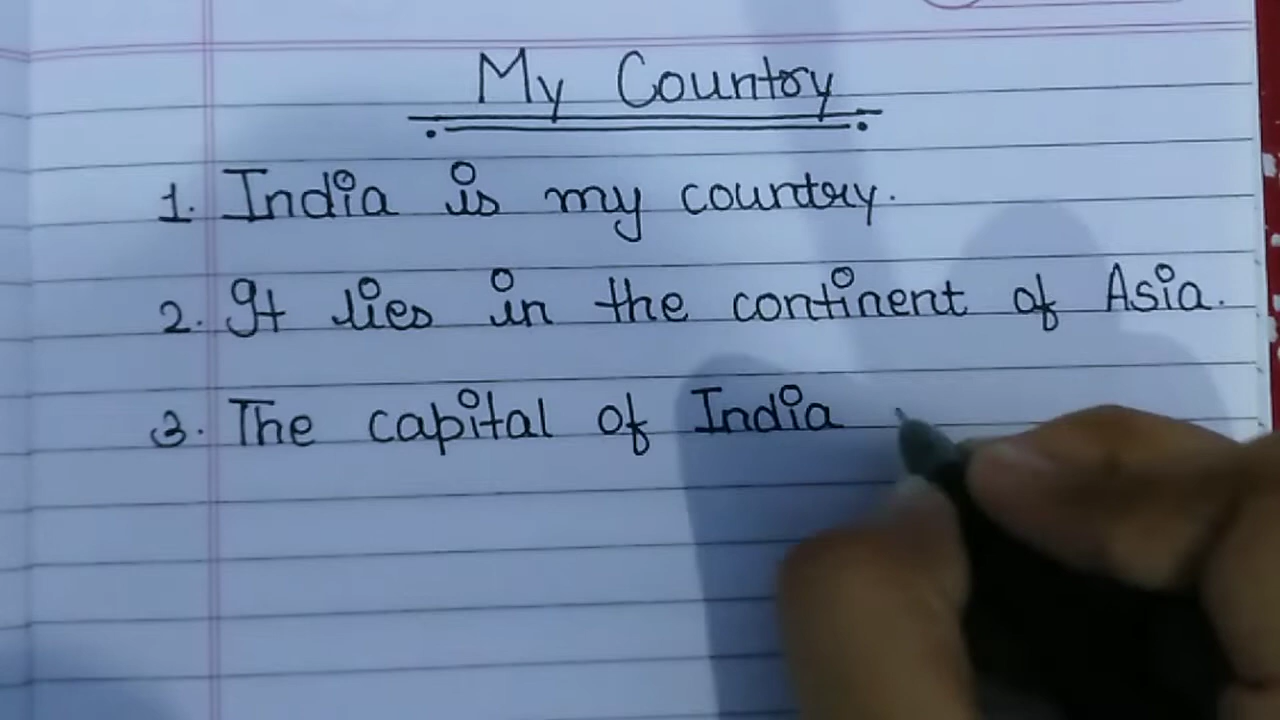 My Country
1. India is my country.
2. It lies in the continent of Asia.
3. The capital of India